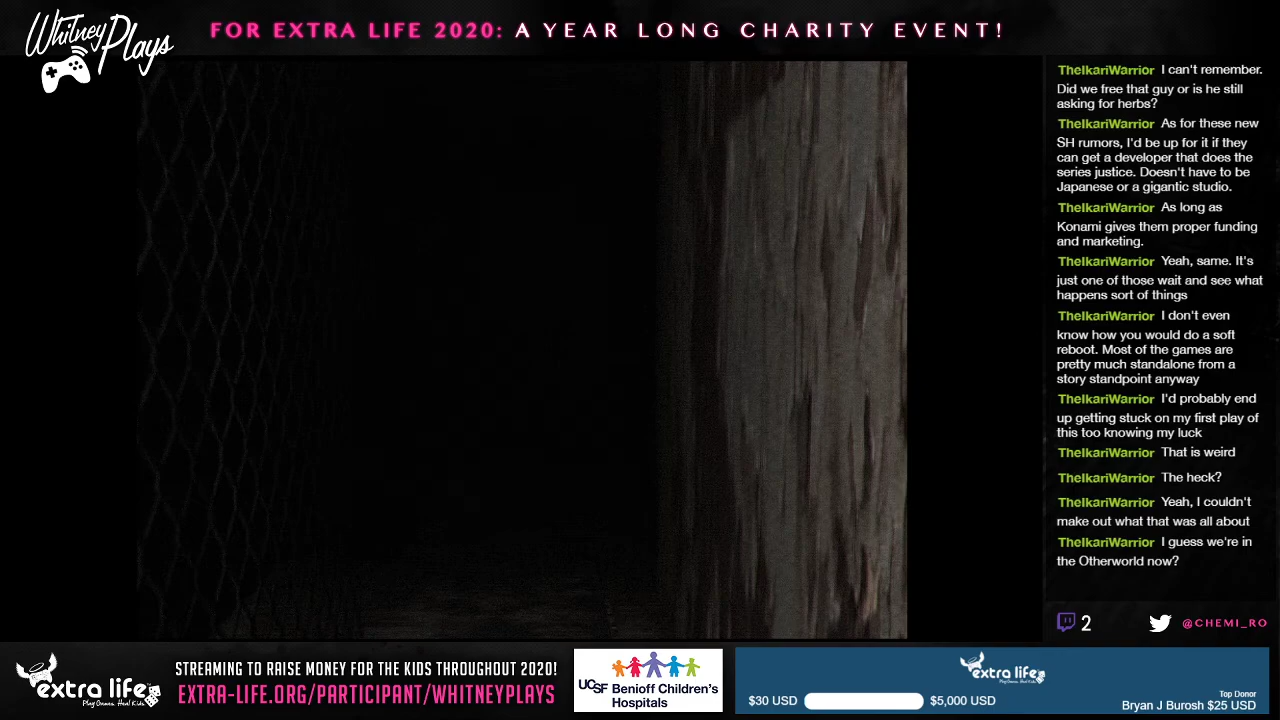 Whitney Plays
FOR EXTRA LIFE 2020: A YEAR LONG CHARITY EVENT!
TheIkariWarrior I can't remember.
Did we free that guy or is he still
asking for herbs?
TheIkariWarrior As for these new
SH rumors, I'd be up for it if they
can get a developer that does the
series justice. Doesn't have to be
Japanese or a gigantic studio.
TheIkariWarrior As long as
Konami gives them proper funding
and marketing.
TheIkariWarrior Yeah, same. It's
just one of those wait and see what
happens sort of things
TheIkariWarrior I don't even
know how you would do a soft
reboot. Most of the games are
pretty much standalone from a
story standpoint anyway
TheIkariWarrior I'd probably end
up getting stuck on my first play of
this too knowing my luck
TheIkariWarrior That is weird
TheIkariWarrior The heck?
TheIkariWarrior Yeah, I couldn't
make out what that was all about
TheIkariWarrior I guess we're in
the Otherworld now?
2
@CHEMI_RO
extra life
Play Games. Heal Kids.
STREAMING TO RAISE MONEY FOR THE KIDS THROUGHOUT 2020!
EXTRA-LIFE.ORG/PARTICIPANT/WHITNEYPLAYS
UCSF Benioff Children's
Hospitals
extra life
Play Games. Heal Kids.
$30 USD
$5,000 USD
Top Donor
Bryan J Burosh $25 USD